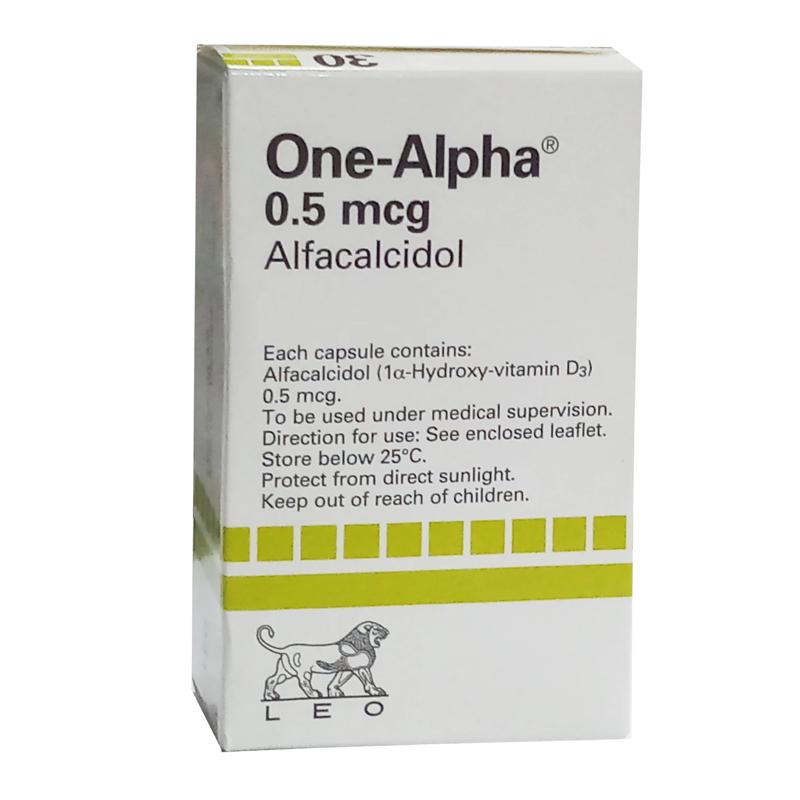 30
One-Alpha®
0.5 mcg
Alfacalcidol
Each capsule contains:
Alfacalcidol (1α-Hydroxy-vitamin D3)
0.5 mcg.
To be used under medical supervision.
Direction for use: See enclosed leaflet.
Store below 25°C.
Protect from direct sunlight.
Keep out of reach of children.
LEO